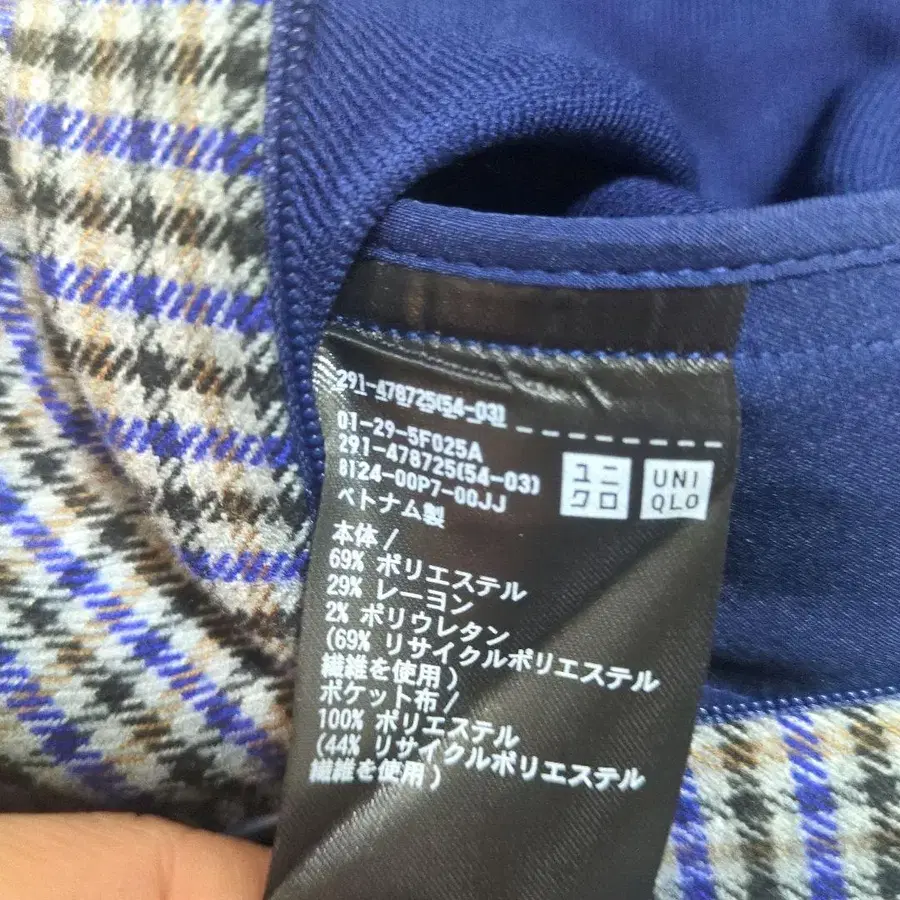 291-478725(54-03)
01-29-5F025A
291-478725(54-03)
8124-00P7-00JJ
ユニ
クロ
UNI
QLO
ベトナム製
本体/
69% ポリエステル
29% レーヨン
2% ポリウレタン
(69% リサイクルポリエステル
繊維を使用)
ポケット布/
100% ポリエステル
(44% リサイクルポリエステル
繊維を使用)